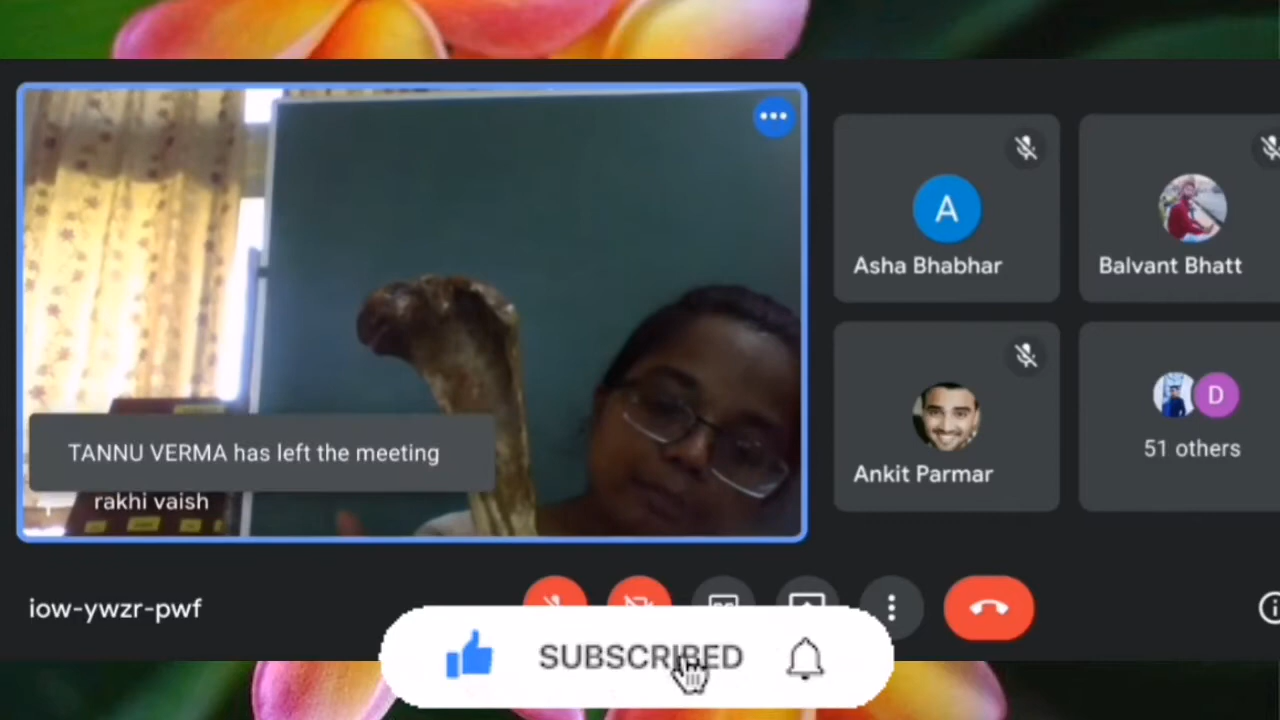 A
Asha Bhabhar
Balvant Bhatt
TANNU VERMA has left the meeting
rakhi vaish
Ankit Parmar
D
51 others
iow-ywzr-pwf
SUBSCRIBED